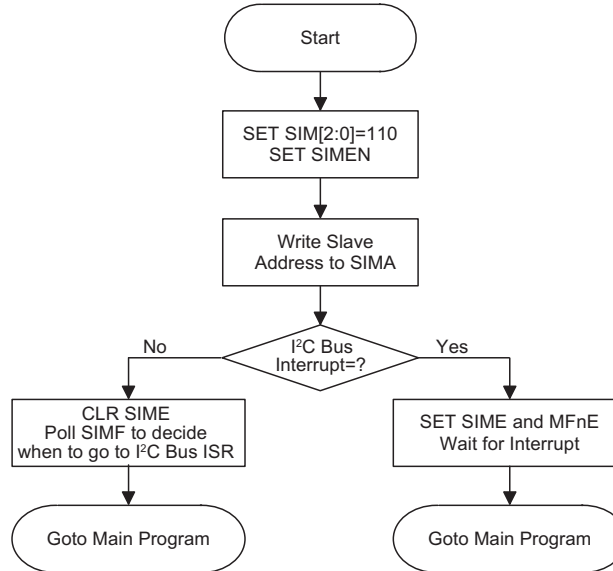 Start
SET SIM[2:0]=110
SET SIMEN
Write Slave
Address to SIMA
I²C Bus
Interrupt=?
No
Yes
CLR SIME
Poll SIMF to decide
when to go to I²C Bus ISR
SET SIME and MFnE
Wait for Interrupt
Goto Main Program
Goto Main Program